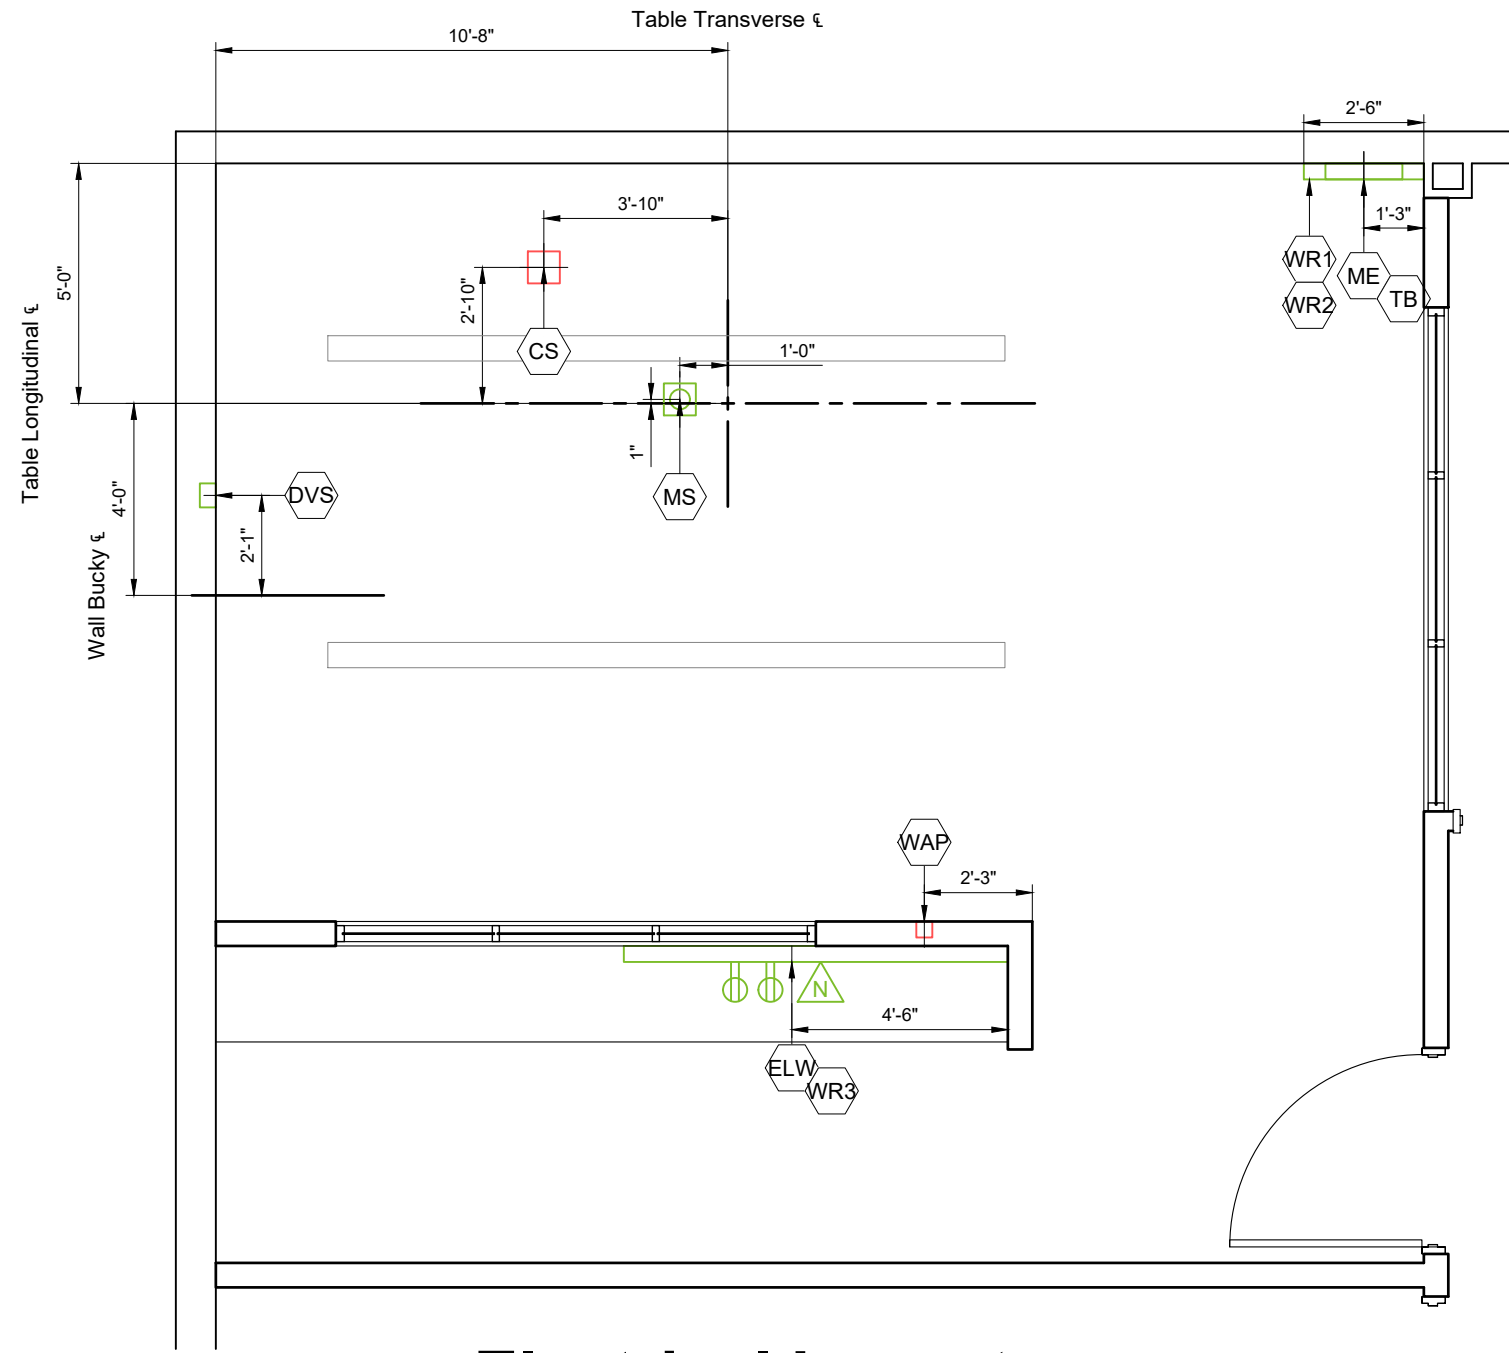 Table Transverse ℄
10'-8"
2'-6"
3'-10"
1'-3"
5'-0"
WR1
ME
WR2
TB
2'-10"
CS
1'-0"
Table Longitudinal ℄
1"
MS
DVS
4'-0"
2'-1"
Wall Bucky ℄
WAP
2'-3"
N
4'-6"
ELW
WR3